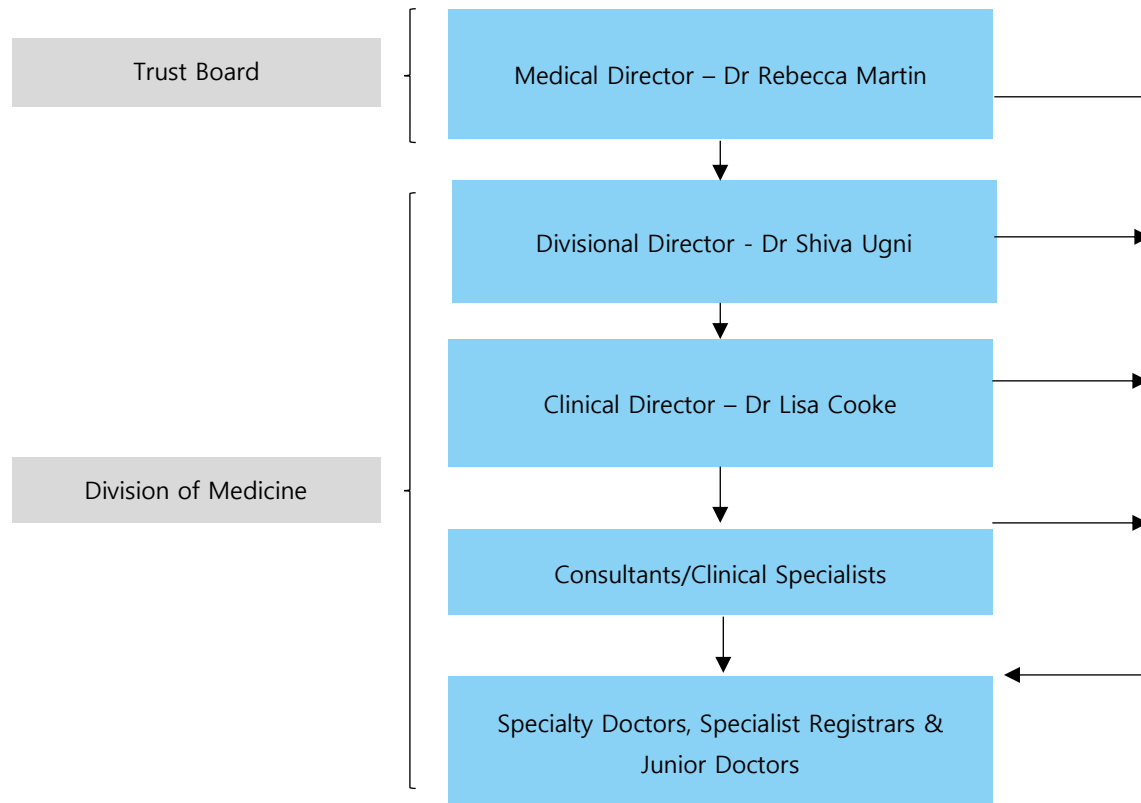 Trust Board
Medical Director – Dr Rebecca Martin
Divisional Director - Dr Shiva Ugni
Clinical Director – Dr Lisa Cooke
Division of Medicine
Consultants/Clinical Specialists
Specialty Doctors, Specialist Registrars &
Junior Doctors